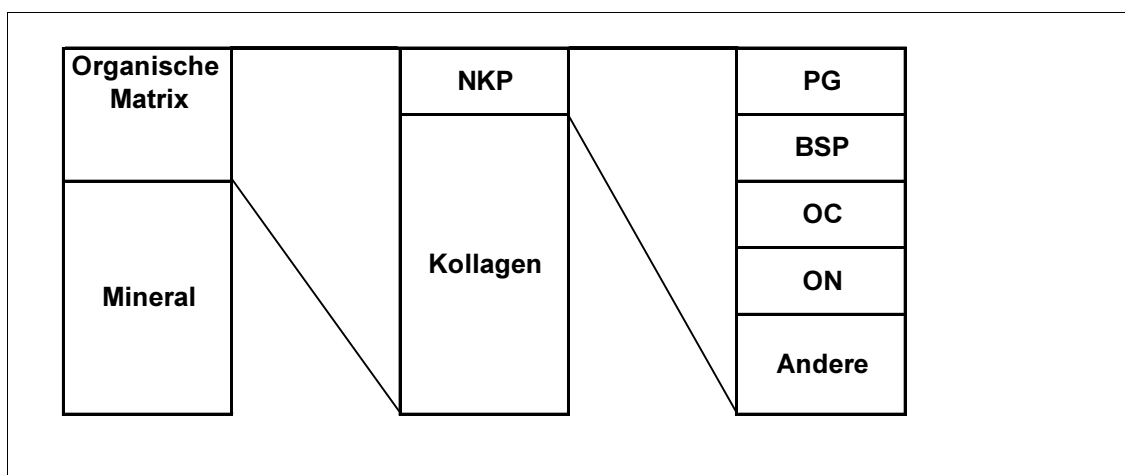 Organische
Matrix
Mineral
NKP
Kollagen
PG
BSP
OC
ON
Andere